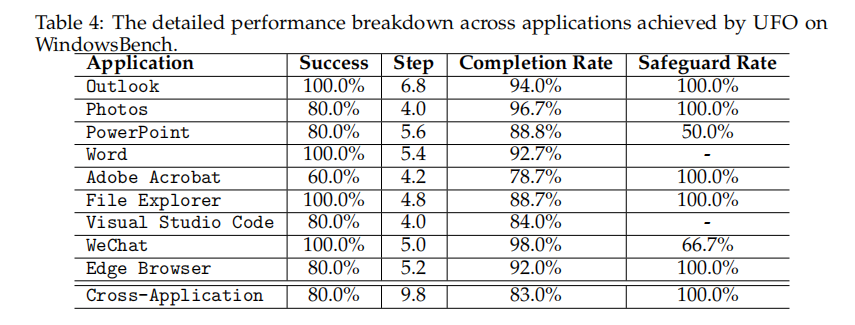 Table 4: The detailed performance breakdown across applications achieved by UFO on
WindowsBench.
Application Success Step Completion Rate Safeguard Rate
Outlook 100.0% 6.8 94.0% 100.0%
Photos 80.0% 4.0 96.7% 100.0%
PowerPoint 80.0% 5.6 88.8% 50.0%
Word 100.0% 5.4 92.7% -
Adobe Acrobat 60.0% 4.2 78.7% 100.0%
File Explorer 100.0% 4.8 88.7% 100.0%
Visual Studio Code 80.0% 4.0 84.0% -
WeChat 100.0% 5.0 98.0% 66.7%
Edge Browser 80.0% 5.2 92.0% 100.0%
Cross-Application 80.0% 9.8 83.0% 100.0%